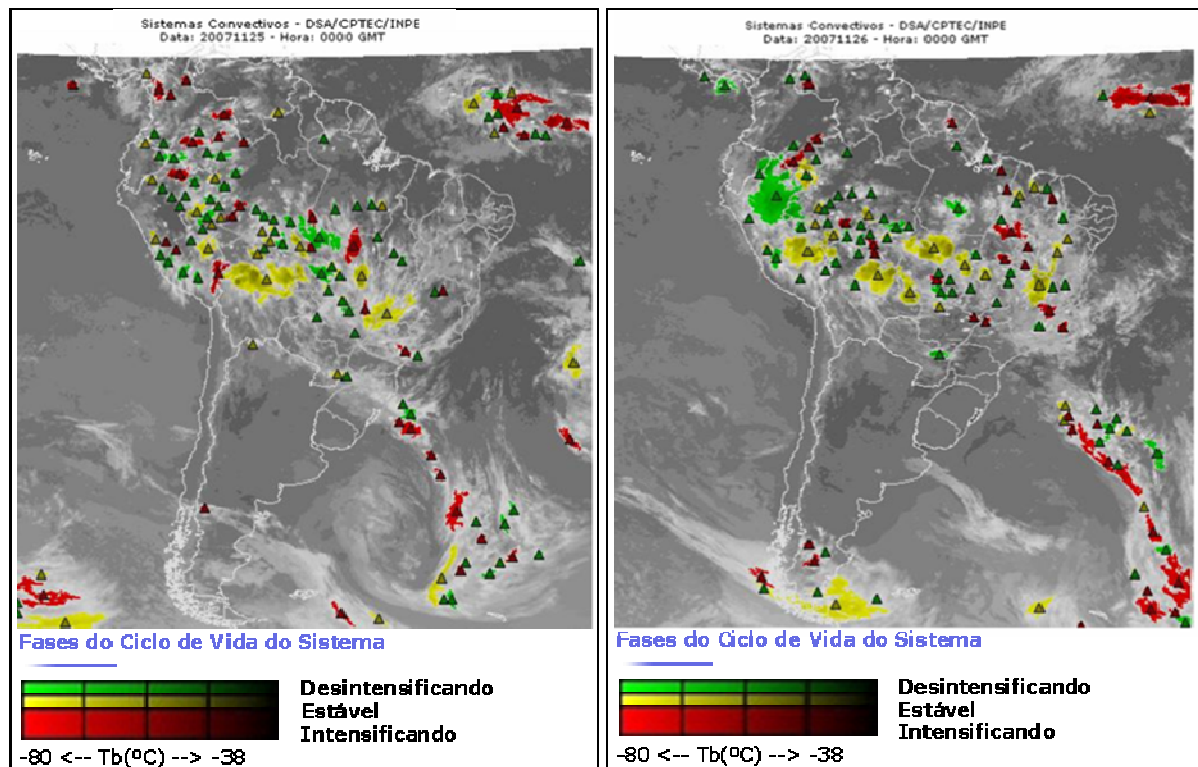 Sistemas Convectivos - DSA/CPTEC/INPE
Data: 20071125 - Hora: 0000 GMT
Fases do Ciclo de Vida do Sistema
Desintensificando
Estável
Intensificando
-80 <-- Tb(ºC) --> -38
Sistemas Convectivos - DSA/CPTEC/INPE
Data: 20071126 - Hora: 0000 GMT
Fases do Ciclo de Vida do Sistema
Desintensificando
Estável
Intensificando
-80 <-- Tb(ºC) --> -38